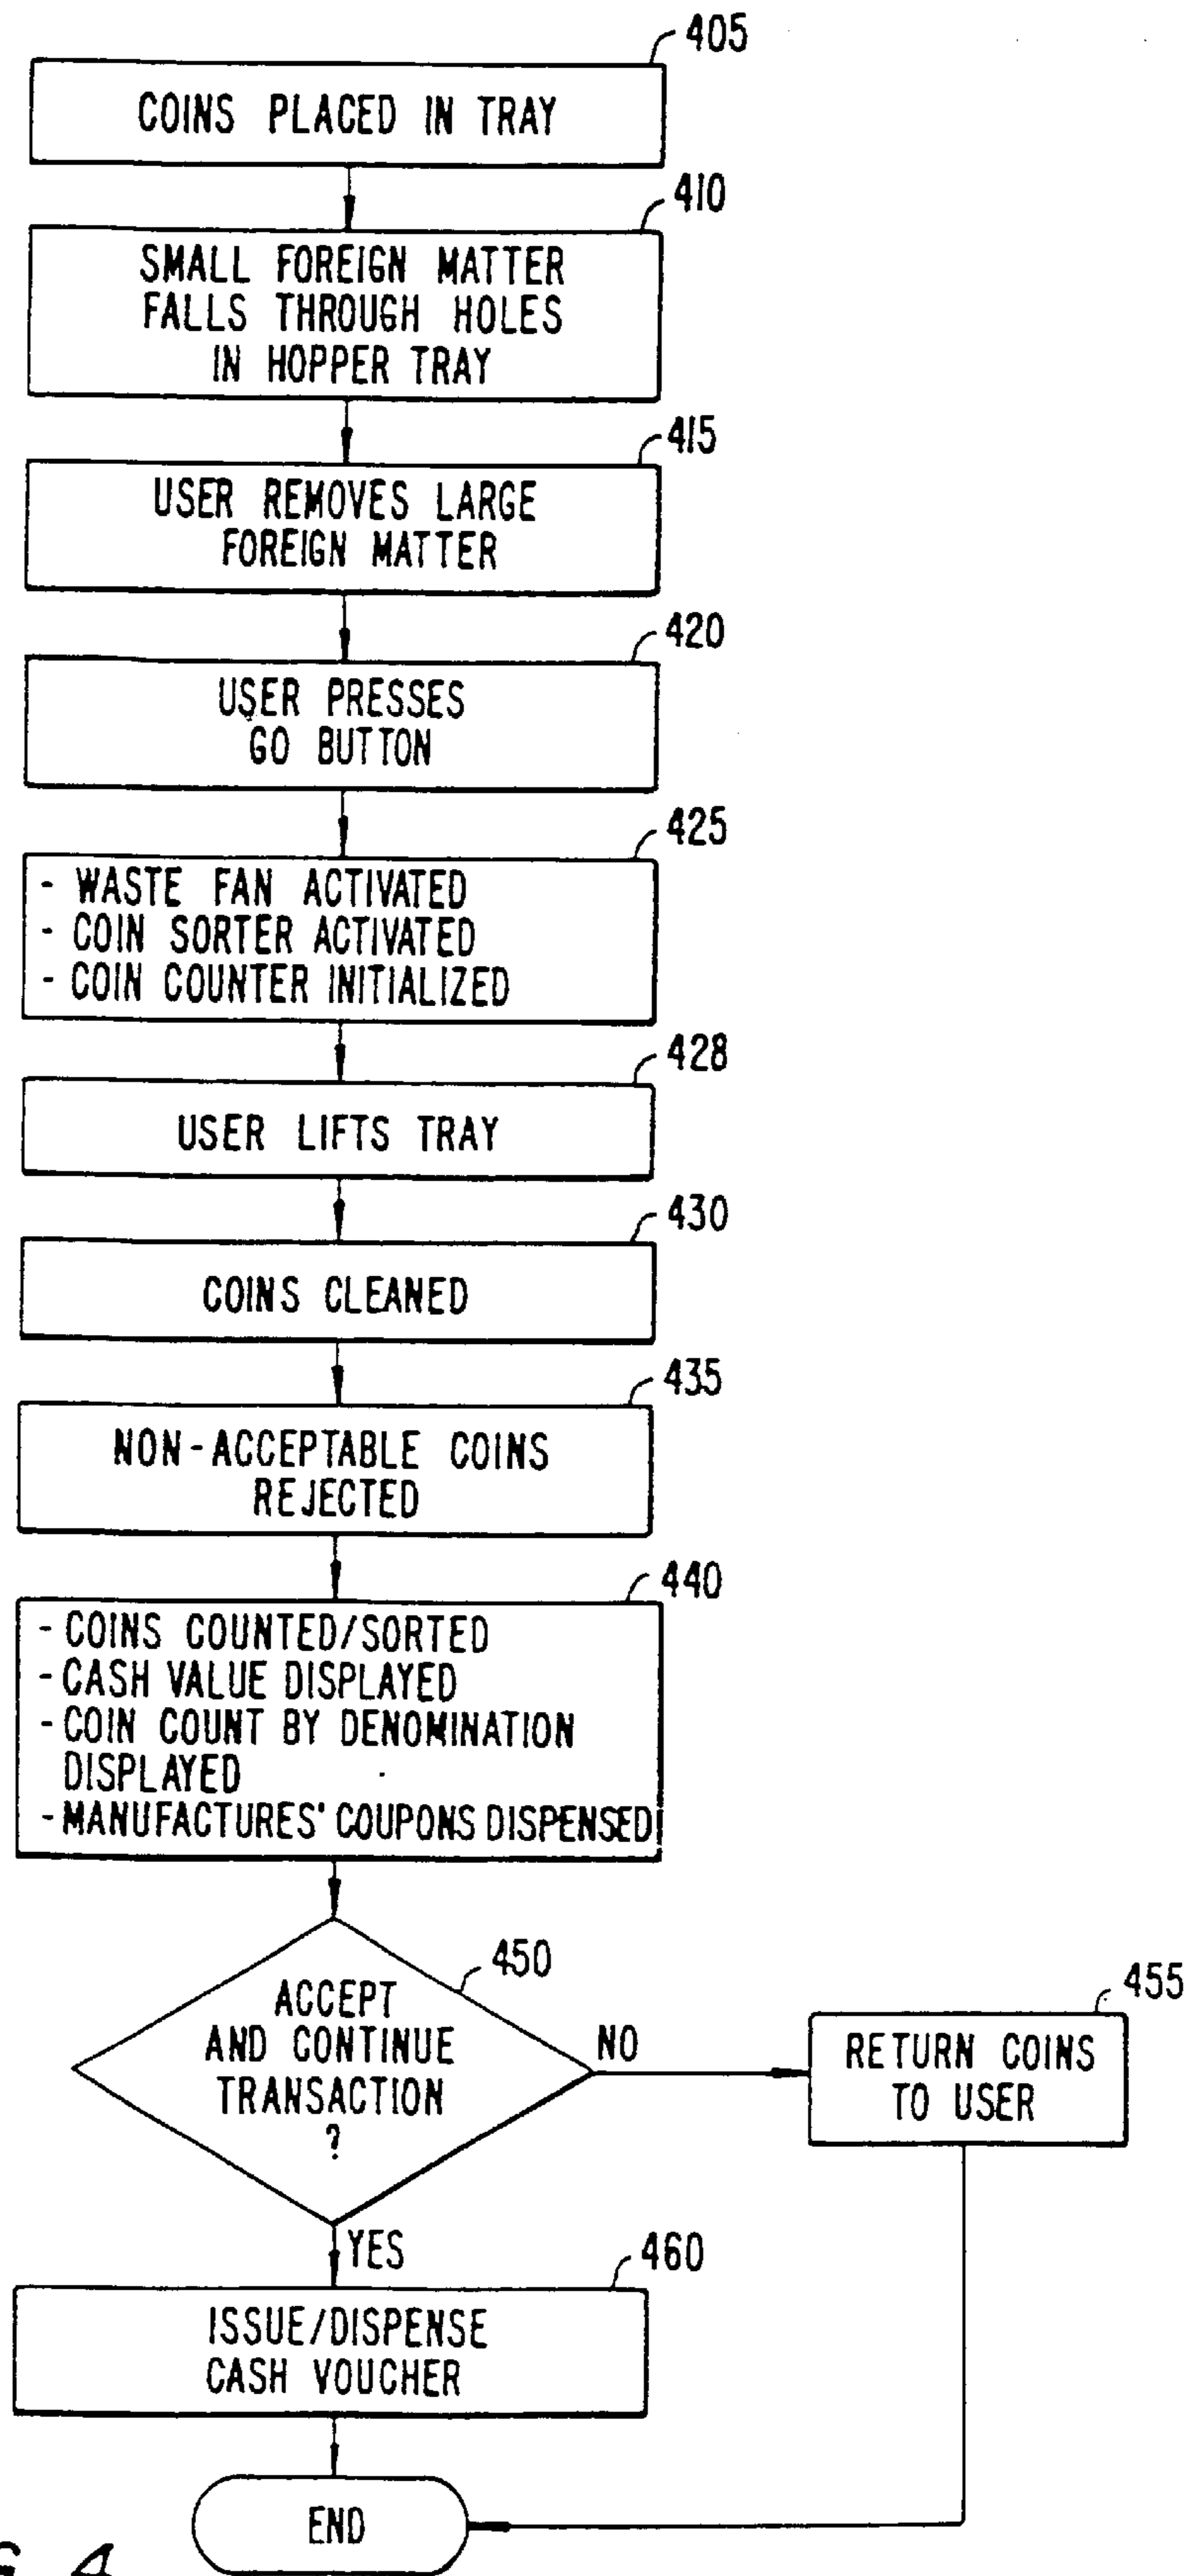 405
COINS PLACED IN TRAY
410
SMALL FOREIGN MATTER
FALLS THROUGH HOLES
IN HOPPER TRAY
415
USER REMOVES LARGE
FOREIGN MATTER
420
USER PRESSES
GO BUTTON
425
- WASTE FAN ACTIVATED
- COIN SORTER ACTIVATED
- COIN COUNTER INITIALIZED
428
USER LIFTS TRAY
430
COINS CLEANED
435
NON-ACCEPTABLE COINS
REJECTED
440
- COINS COUNTED/SORTED
- CASH VALUE DISPLAYED
- COIN COUNT BY DENOMINATION
DISPLAYED
- MANUFACTURES' COUPONS DISPENSED
450
ACCEPT
AND CONTINUE
TRANSACTION
?
NO
455
RETURN COINS
TO USER
YES
460
ISSUE/DISPENSE
CASH VOUCHER
END
4